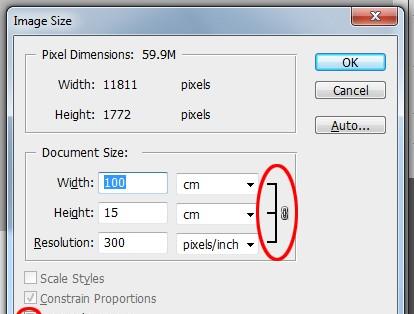 Image Size
Pixel Dimensions: 59.9M
Width: 11811 pixels
Height: 1772 pixels
OK
Cancel
Auto...
Document Size:
Width: 100 cm
Height: 15 cm
Resolution: 300 pixels/inch
Scale Styles
Constrain Proportions